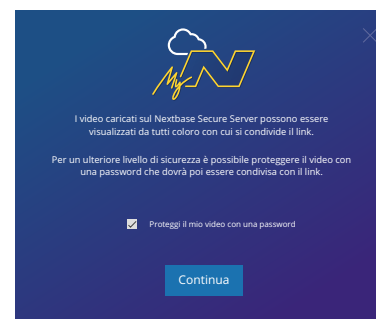 My N
I video caricati sul Nextbase Secure Server possono essere
visualizzati da tutti coloro con cui si condivide il link.
Per un ulteriore livello di sicurezza è possibile proteggere il video con
una password che dovrà poi essere condivisa con il link.
Proteggi il mio video con una password
Continua